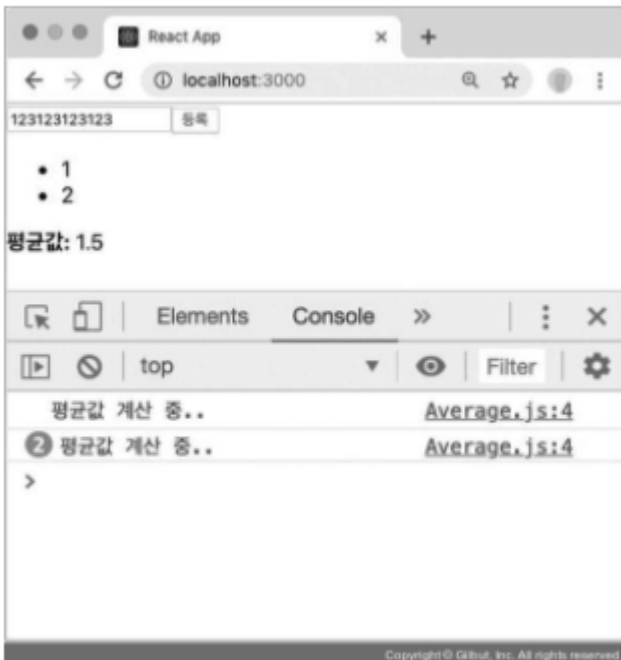 React App
localhost:3000
123123123123 등록
• 1
• 2
평균값: 1.5
Elements Console
top Filter
평균값 계산 중.. Average.js:4
2 평균값 계산 중.. Average.js:4
>
Copyright © Gilbut, Inc. All rights reserved